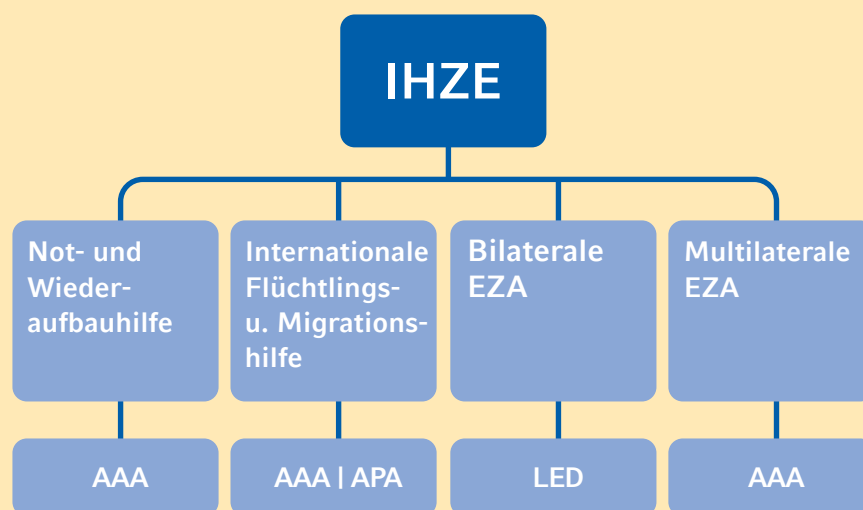 IHZE
Not- und
Wieder-
aufbauhilfe
Internationale
Flüchtlings-
u. Migrations-
hilfe
Bilaterale
EZA
Multilaterale
EZA
AAA
AAA | APA
LED
AAA